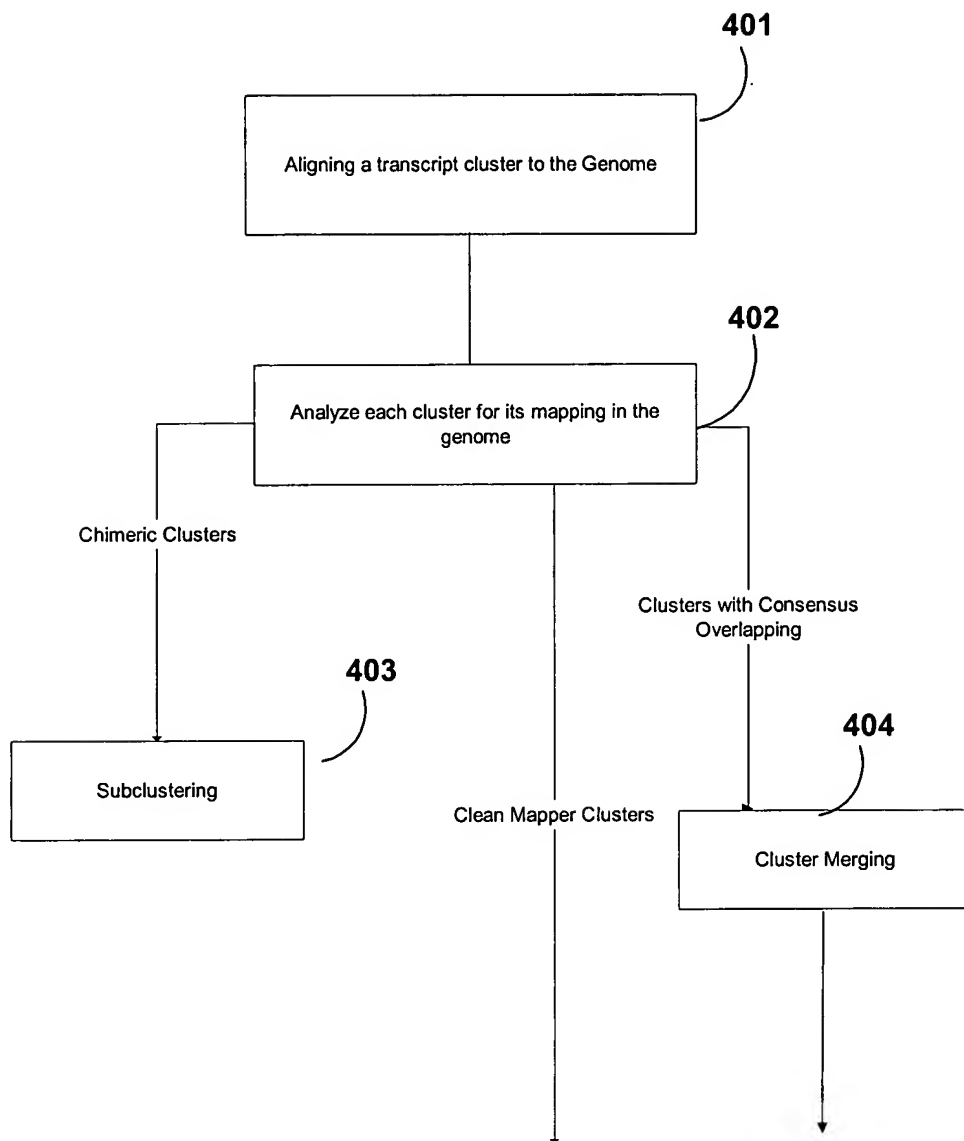 401
Aligning a transcript cluster to the Genome
402
Analyze each cluster for its mapping in the
genome
Chimeric Clusters
Clusters with Consensus
Overlapping
403
404
Subclustering
Clean Mapper Clusters
Cluster Merging